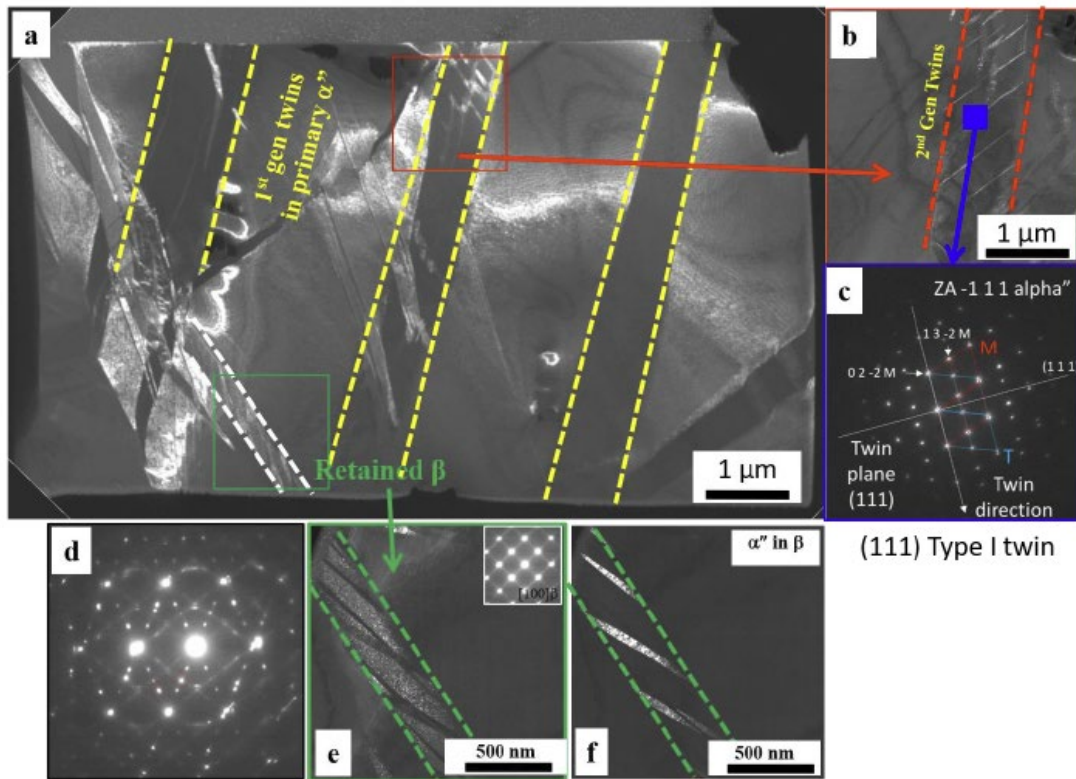 a
1st gen twins
in primary α”
Retained β
1 μm
b
2nd Gen Twins
1 μm
c
ZA -1 1 1 alpha”
1 3 -2 M
M
0 2 -2 M
(1 1 1
T
Twin
plane
(111)
Twin
direction
(111) Type I twin
d
e
[100]β
500 nm
f
α″ in β
500 nm